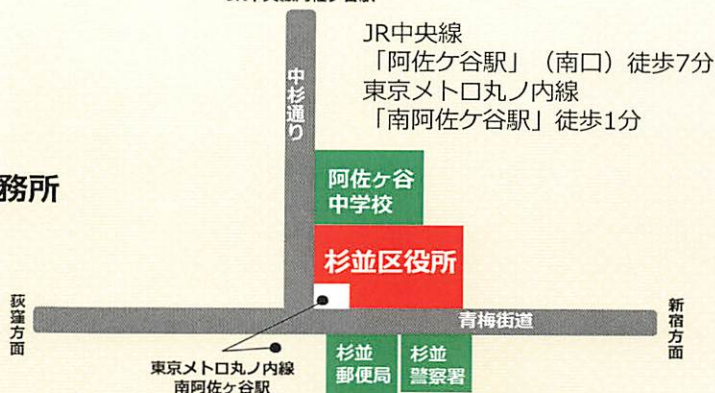 JR中央線
「阿佐ケ谷駅」（南口）徒歩7分
東京メトロ丸ノ内線
「南阿佐ケ谷駅」徒歩1分
中杉通り
務所
阿佐ヶ谷
中学校
杉並区役所
荻窪方面
青梅街道
新宿方面
東京メトロ丸ノ内線
南阿佐ヶ谷駅
杉並
郵便局
杉並
警察署